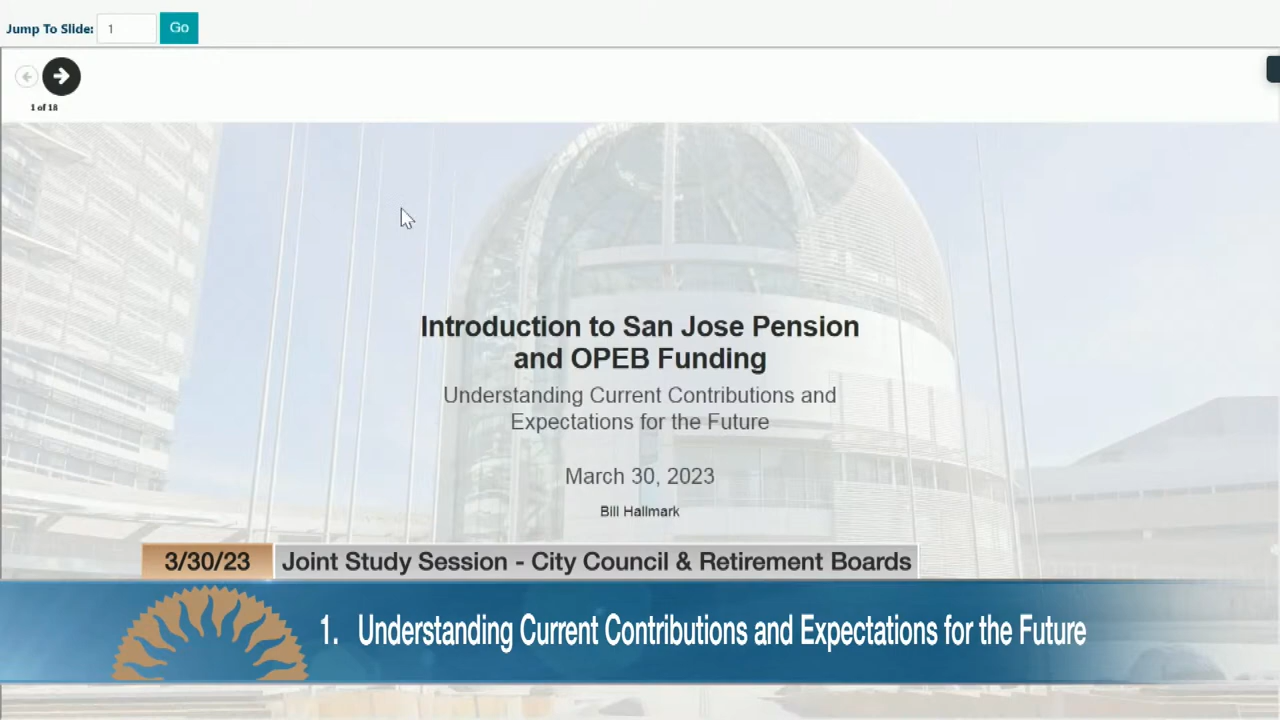 Jump To Slide: 1 Go
1 of 18
Introduction to San Jose Pension
and OPEB Funding
Understanding Current Contributions and
Expectations for the Future
March 30, 2023
Bill Hallmark
3/30/23 Joint Study Session - City Council & Retirement Boards
1. Understanding Current Contributions and Expectations for the Future